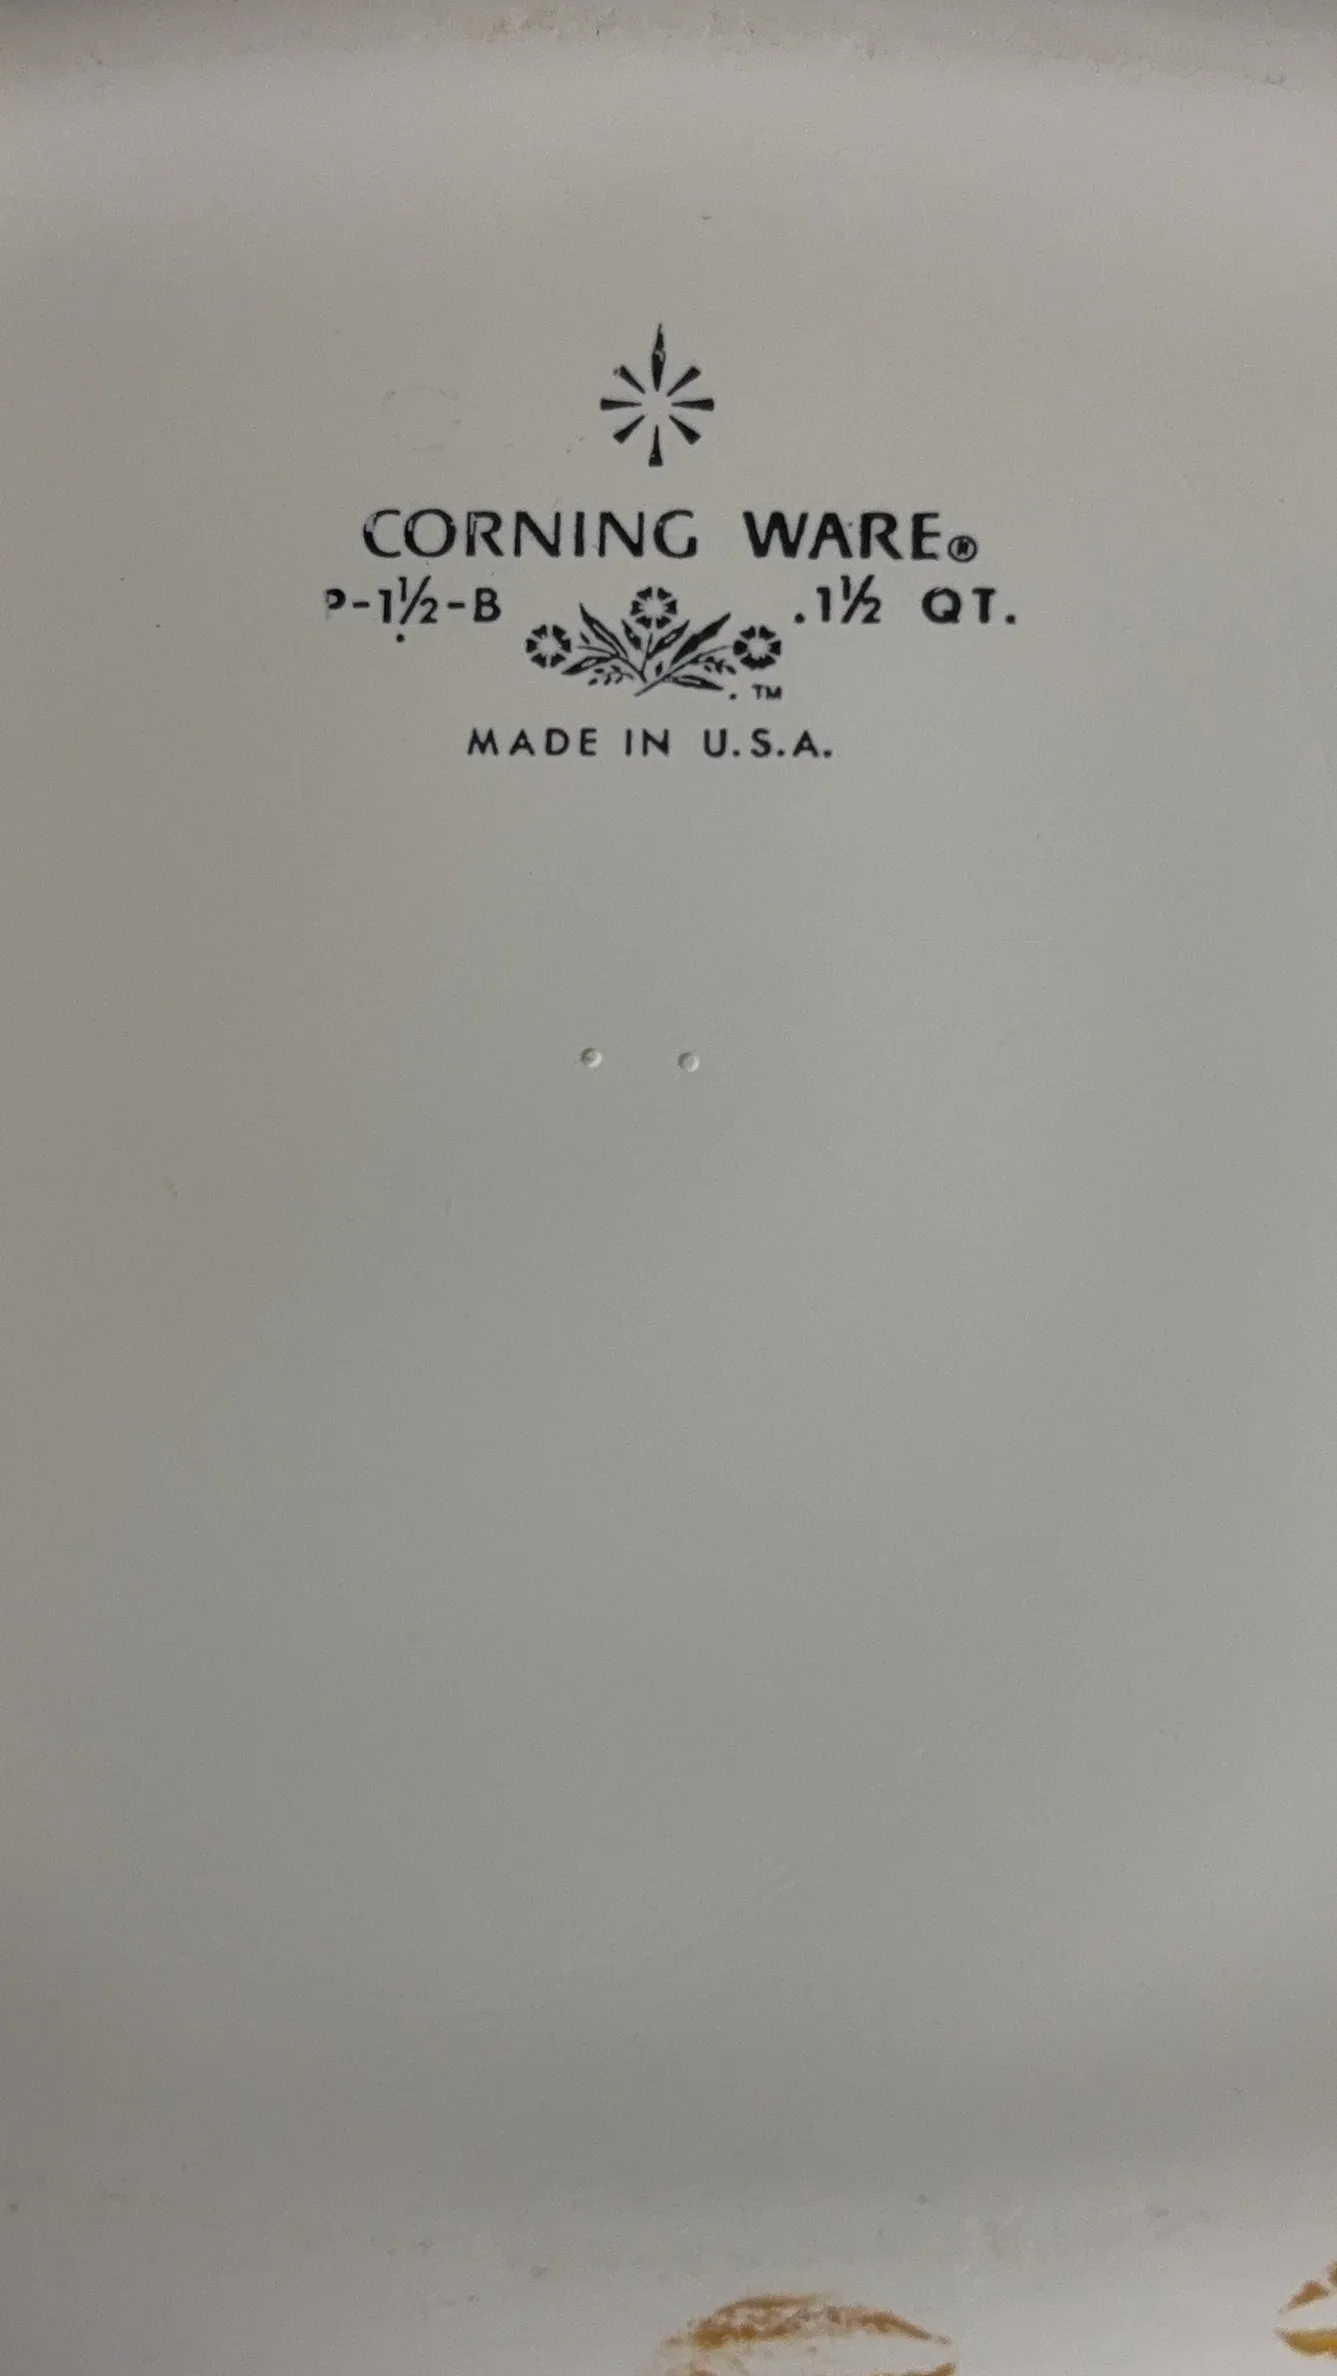 CORNING WARE®
P-1½-B .1½ QT.
TM
MADE IN U.S.A.